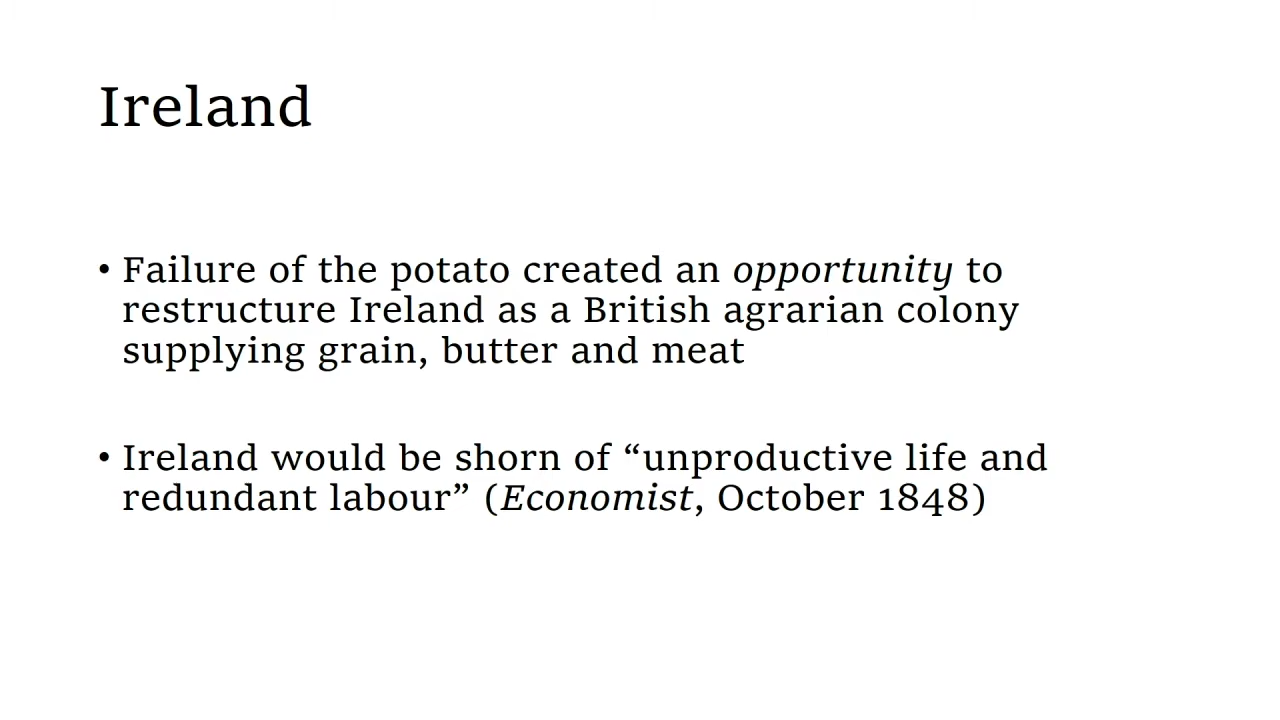 Ireland
• Failure of the potato created an opportunity to
restructure Ireland as a British agrarian colony
supplying grain, butter and meat
• Ireland would be shorn of “unproductive life and
redundant labour” (Economist, October 1848)